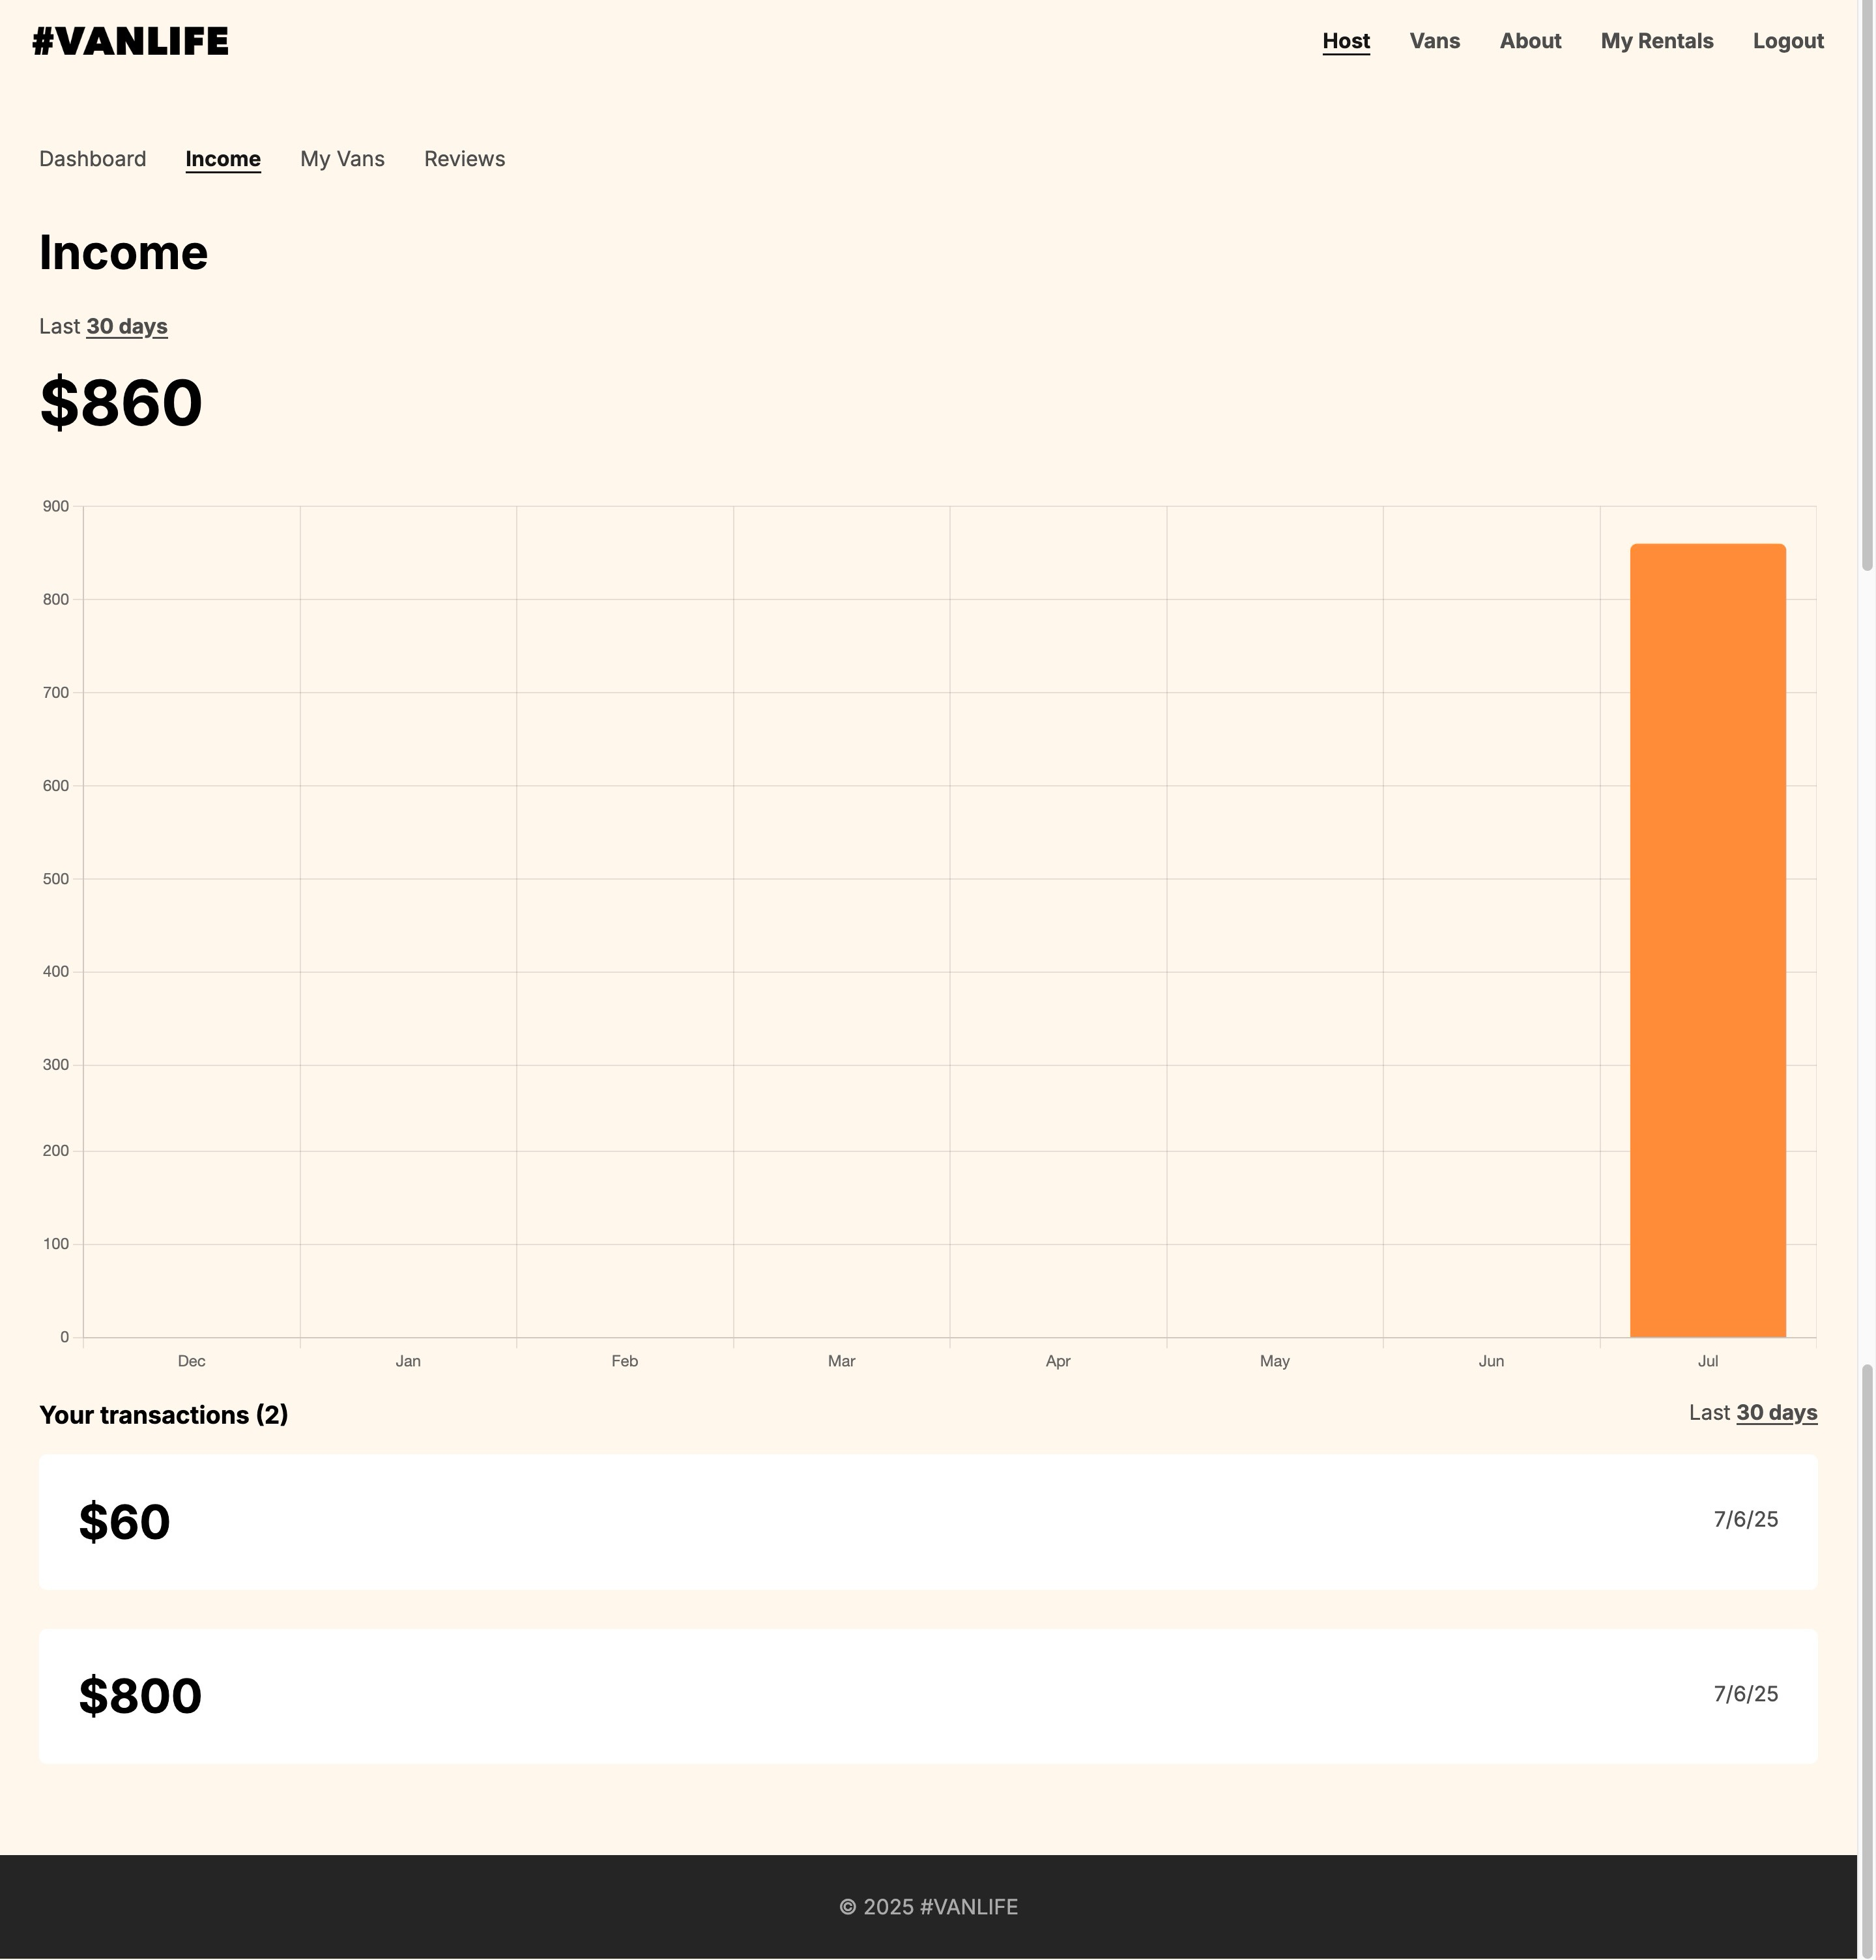 #VANLIFE
Host Vans About My Rentals Logout
Dashboard Income My Vans Reviews
Income
Last 30 days
$860
900
800
700
600
500
400
300
200
100
0
Dec Jan Feb Mar Apr May Jun Jul
Your transactions (2) Last 30 days
$60 7/6/25
$800 7/6/25
© 2025 #VANLIFE